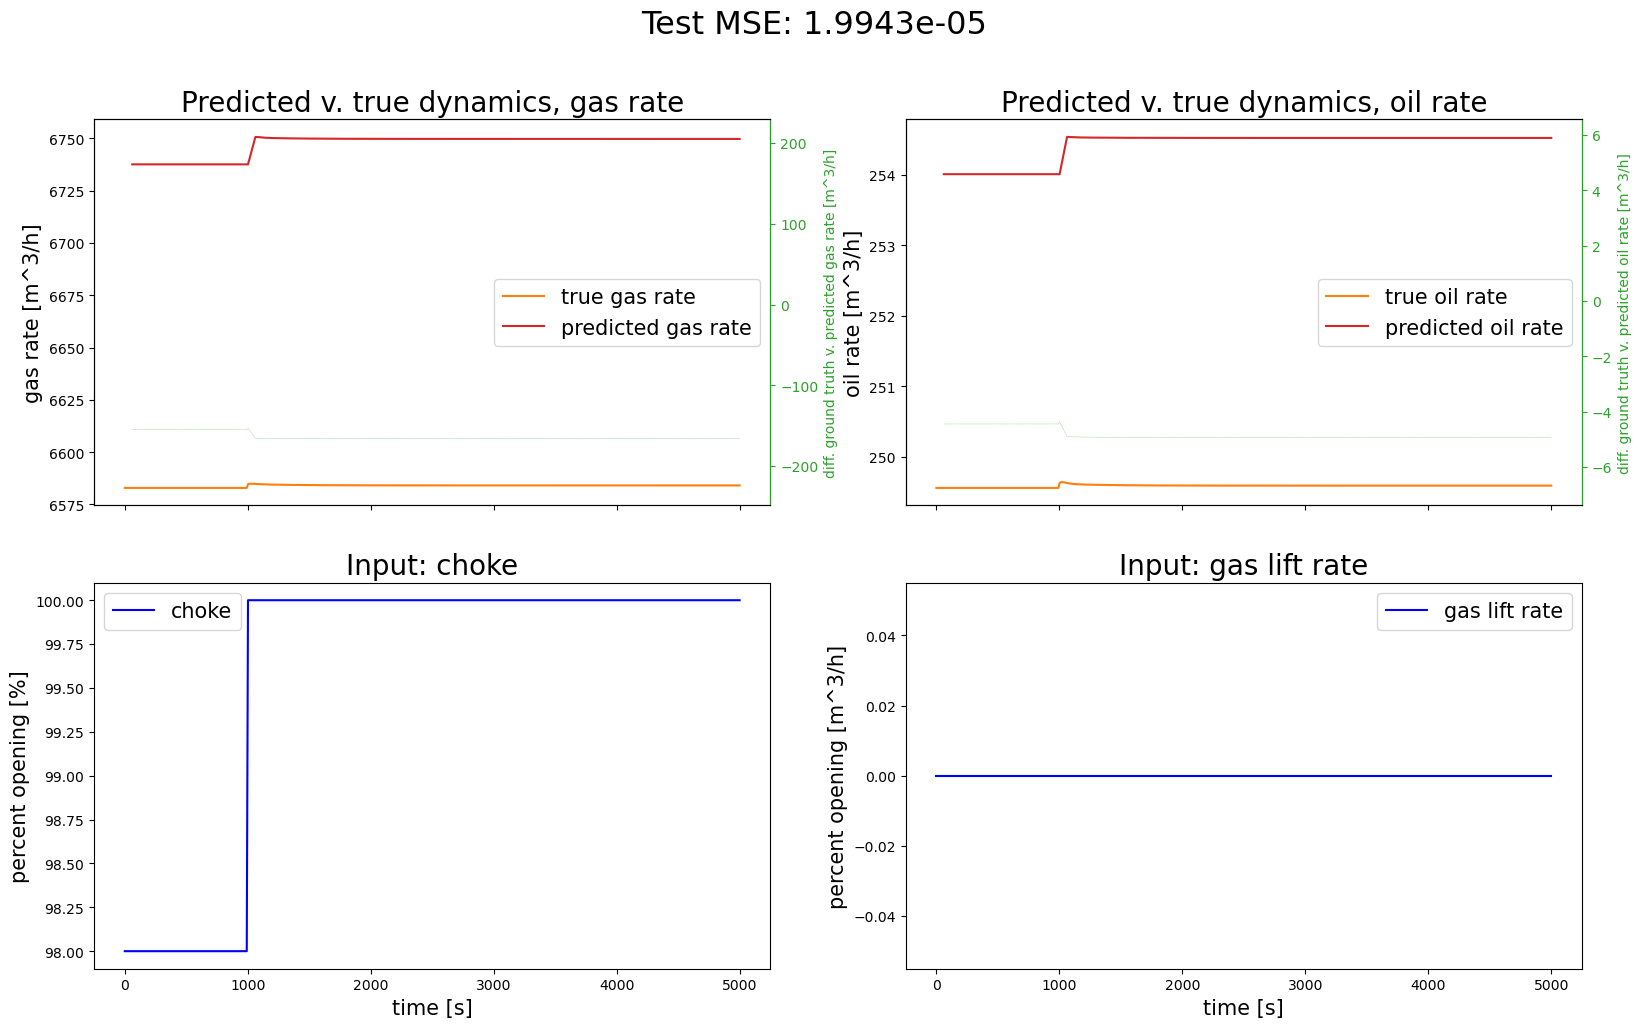 Test MSE: 1.9943e-05
Predicted v. true dynamics, gas rate
gas rate [m^3/h]
6750
6725
6700
6675
6650
6625
6600
6575
true gas rate
predicted gas rate
200
100
0
−100
−200
diff. ground truth v. predicted gas rate [m^3/h]
Predicted v. true dynamics, oil rate
oil rate [m^3/h]
254
253
252
251
250
true oil rate
predicted oil rate
6
4
2
0
−2
−4
−6
diff. ground truth v. predicted oil rate [m^3/h]
Input: choke
percent opening [%]
100.00
99.75
99.50
99.25
99.00
98.75
98.50
98.25
98.00
choke
0 1000 2000 3000 4000 5000
time [s]
Input: gas lift rate
percent opening [m^3/h]
0.04
0.02
0.00
−0.02
−0.04
gas lift rate
0 1000 2000 3000 4000 5000
time [s]